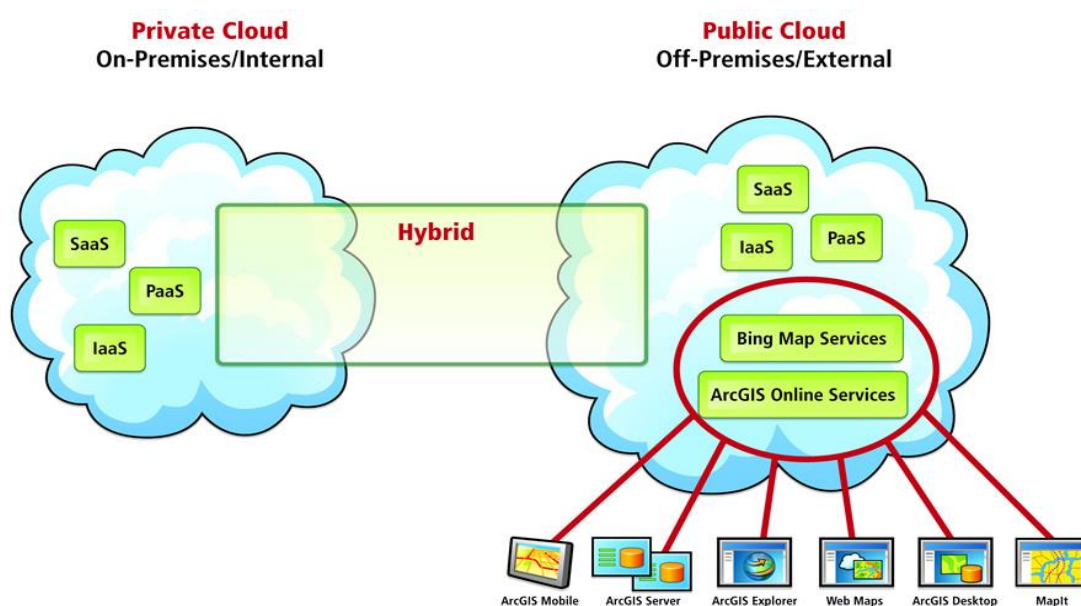 Private Cloud
On-Premises/Internal
Public Cloud
Off-Premises/External
SaaS
PaaS
IaaS
Hybrid
SaaS
IaaS
PaaS
Bing Map Services
ArcGIS Online Services
ArcGIS Mobile
ArcGIS Server
ArcGIS Explorer
Web Maps
ArcGIS Desktop
MapIt